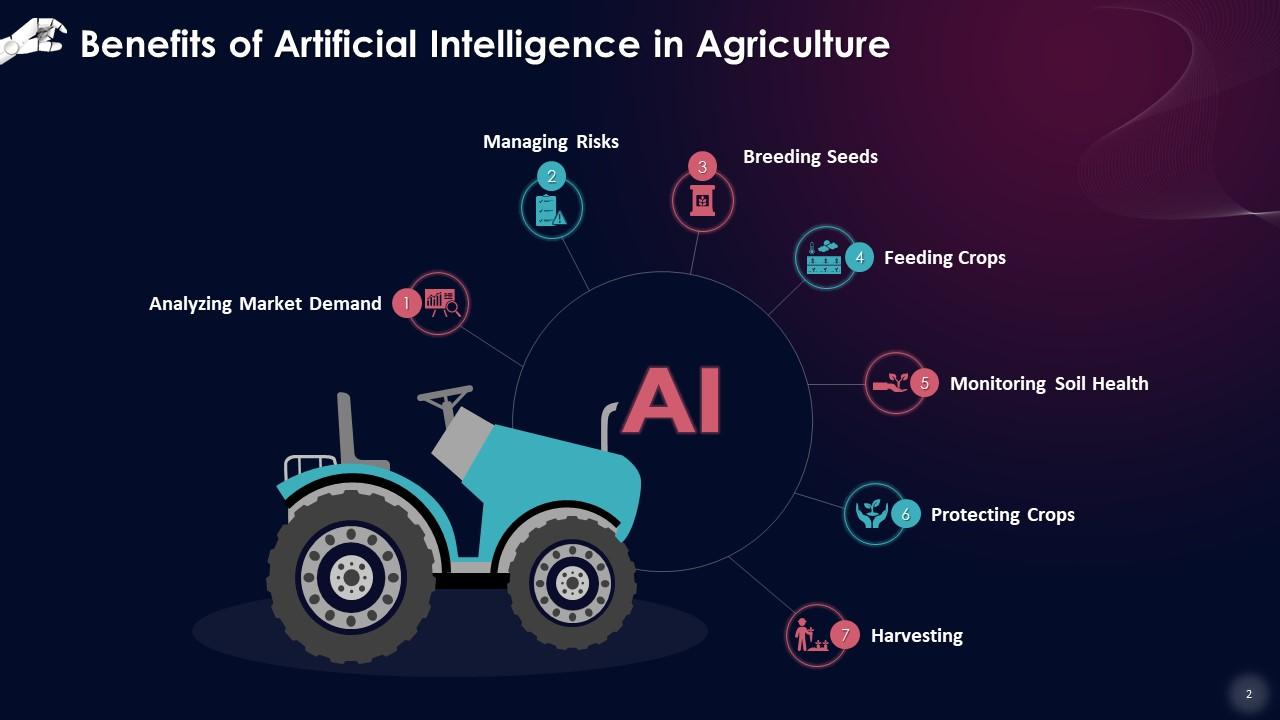 Benefits of Artificial Intelligence in Agriculture
Analyzing Market Demand
1
Managing Risks
2
Breeding Seeds
3
Feeding Crops
4
Monitoring Soil Health
5
Protecting Crops
6
Harvesting
7
AI
2